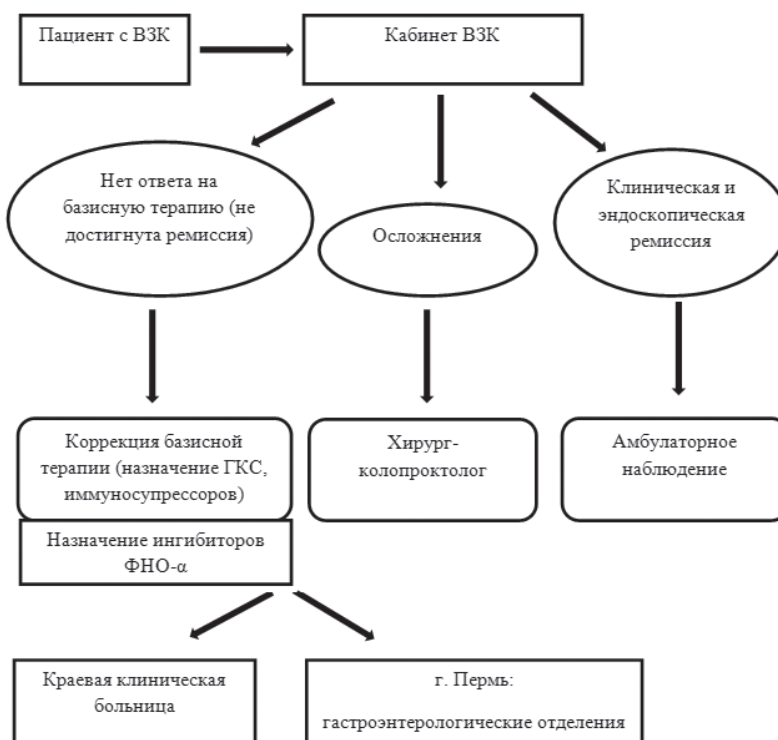 Пациент с ВЗК
Кабинет ВЗК
Нет ответа на
базисную терапию (не
достигнута ремиссия)
Осложнения
Клиническая и
эндоскопическая
ремиссия
Коррекция базисной
терапии (назначение ГКС,
иммуносупрессоров)
Хирург-
колопроктолог
Амбулаторное
наблюдение
Назначение ингибиторов
ФНО-α
Краевая клиническая
больница
г. Пермь:
гастроэнтерологические отделения